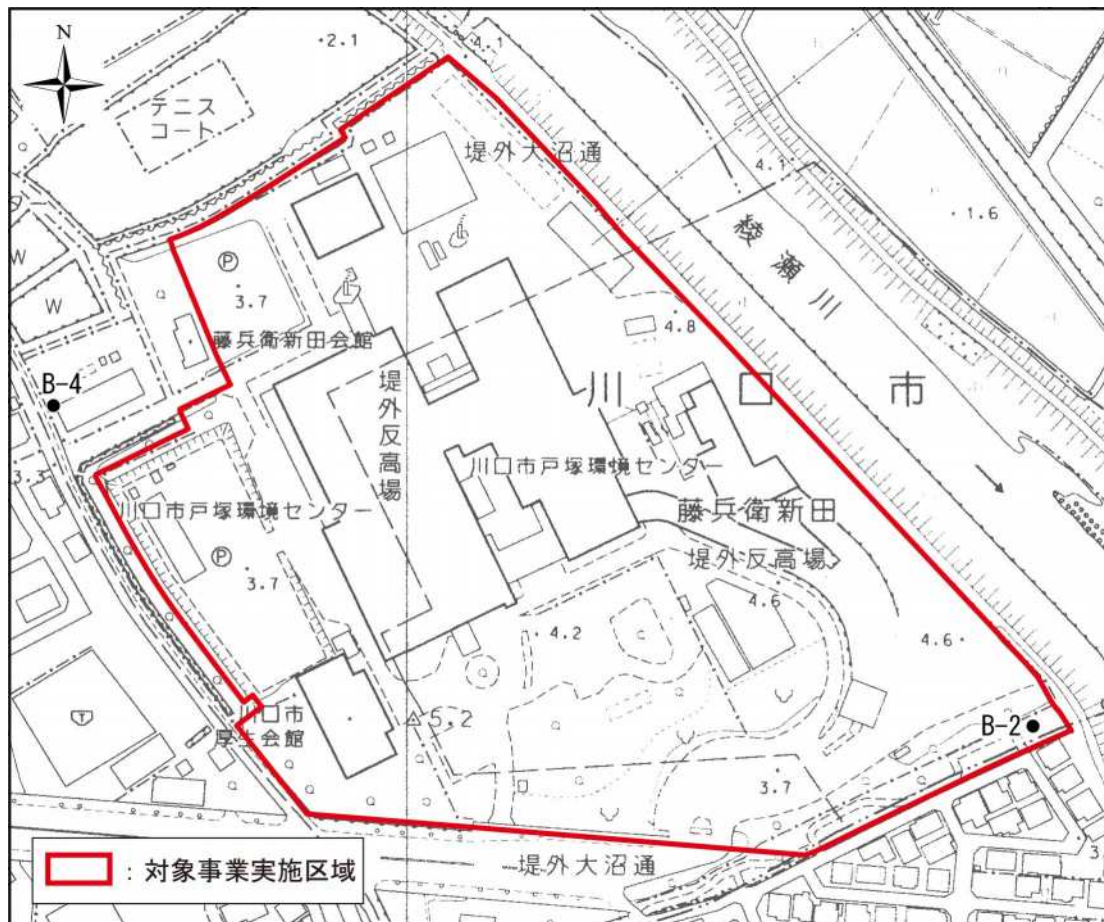 N
2.1
4.1
テニス
コート
堤外大沼通
4.1
1.6
綾瀬川
W
W
P
3.7
藤兵衛新田会館
4.8
B-4
堤外反高場
川口市
3.3
川口市戸塚環境センター
川口市戸塚環境センター
藤兵衛新田
堤外反高場
P
3.7
4.6
4.2
4.6
川口市
厚生会館
5.2
B-2
3.7
堤外大沼通
：対象事業実施区域